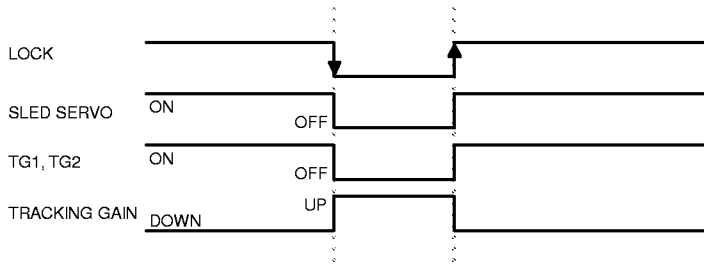 LOCK
SLED SERVO ON OFF
TG1, TG2 ON OFF
TRACKING GAIN DOWN UP